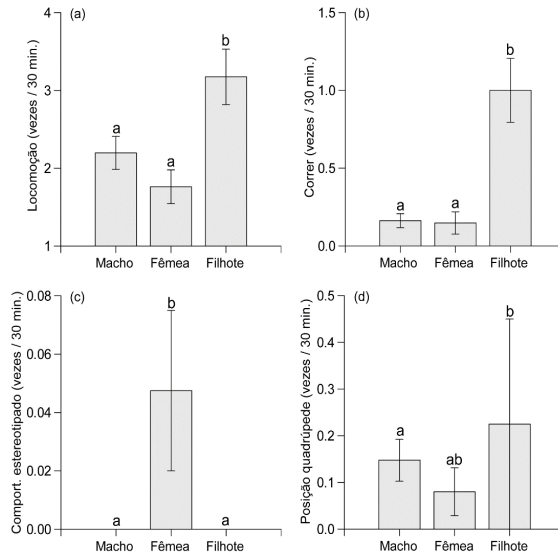 (a)
Locomoção (vezes / 30 min.)
4
3
2
1
a
a
b
Macho
Fêmea
Filhote
(b)
Correr (vezes / 30 min.)
1.5
1.0
0.5
0.0
a
a
b
Macho
Fêmea
Filhote
(c)
Comport. estereotipado (vezes / 30 min.)
0.08
0.06
0.04
0.02
0.00
a
b
a
Macho
Fêmea
Filhote
(d)
Posição quadrúpede (vezes / 30 min.)
0.5
0.4
0.3
0.2
0.1
0.0
a
ab
b
Macho
Fêmea
Filhote